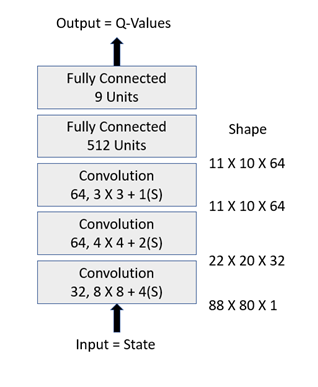 Output = Q-Values
Fully Connected
9 Units
Fully Connected
512 Units
Shape
11 X 10 X 64
Convolution
64, 3 X 3 + 1(S)
11 X 10 X 64
Convolution
64, 4 X 4 + 2(S)
22 X 20 X 32
Convolution
32, 8 X 8 + 4(S)
88 X 80 X 1
Input = State